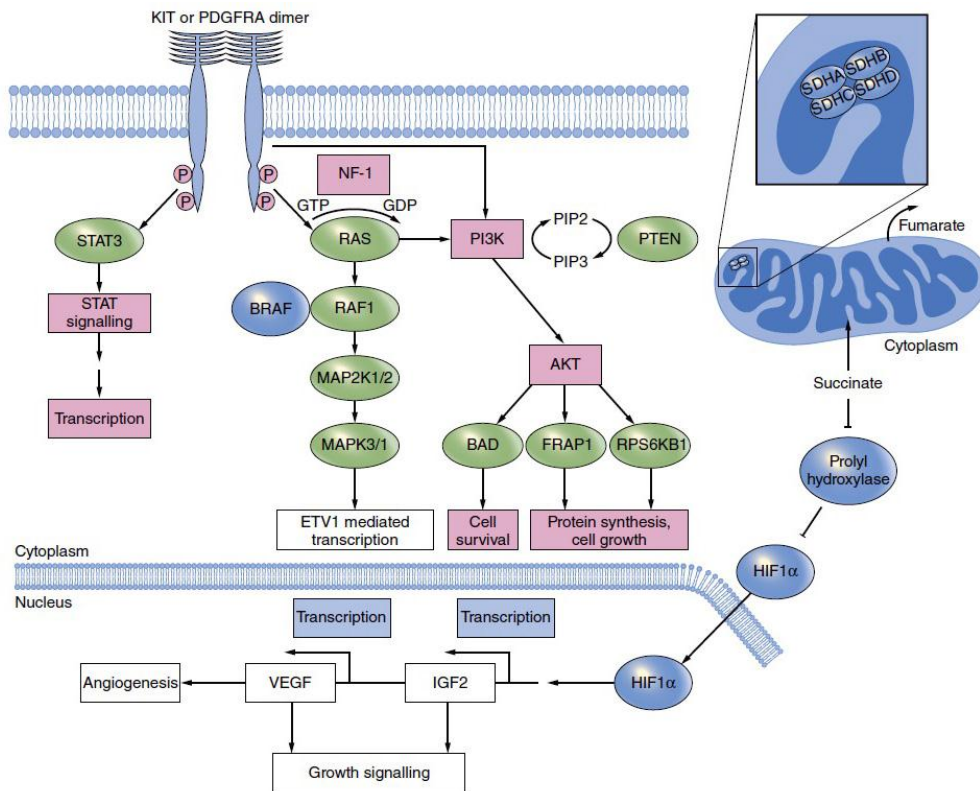 KIT or PDGFRA dimer
P
P
P
P
NF-1
GTP
GDP
STAT3
RAS
PI3K
PIP2
PIP3
PTEN
STAT
signalling
BRAF
RAF1
Transcription
MAP2K1/2
AKT
MAPK3/1
BAD
FRAP1
RPS6KB1
ETV1 mediated
transcription
Cell
survival
Protein synthesis,
cell growth
SDHA
SDHB
SDHC
SDHD
Fumarate
Cytoplasm
Succinate
Prolyl
hydroxylase
HIF1α
Cytoplasm
Nucleus
Transcription
Transcription
Angiogenesis
VEGF
IGF2
HIF1α
Growth signalling